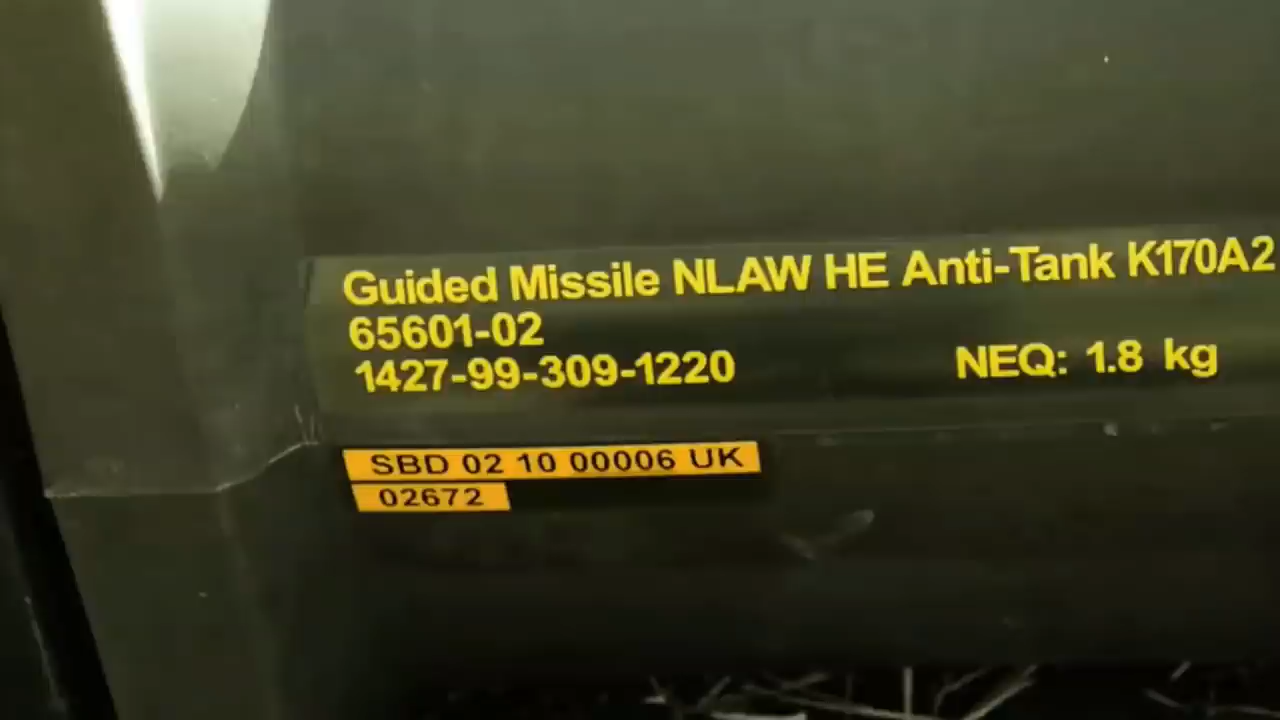 Guided Missile NLAW HE Anti-Tank K170A2
65601-02
1427-99-309-1220 NEQ: 1.8 kg
SBD 02 10 00006 UK
02672